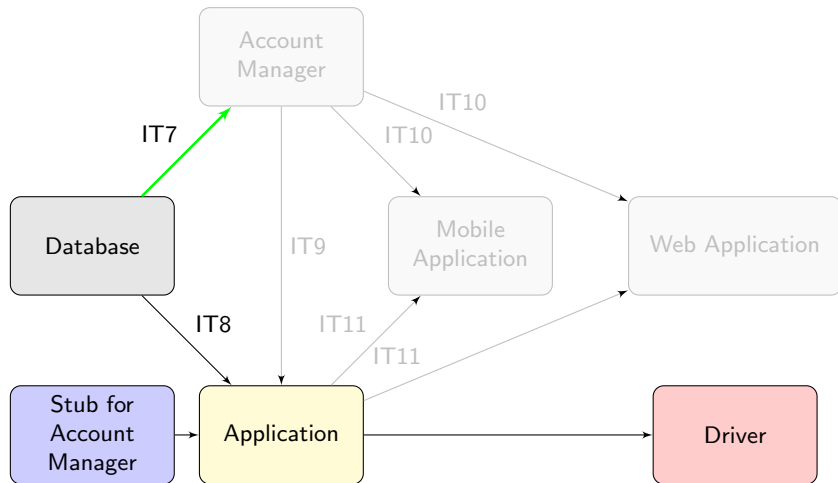 Account
Manager
IT10
IT7
IT10
Database
IT9
Mobile
Application
Web Application
IT8
IT11
IT11
Stub for
Account
Manager
Application
Driver